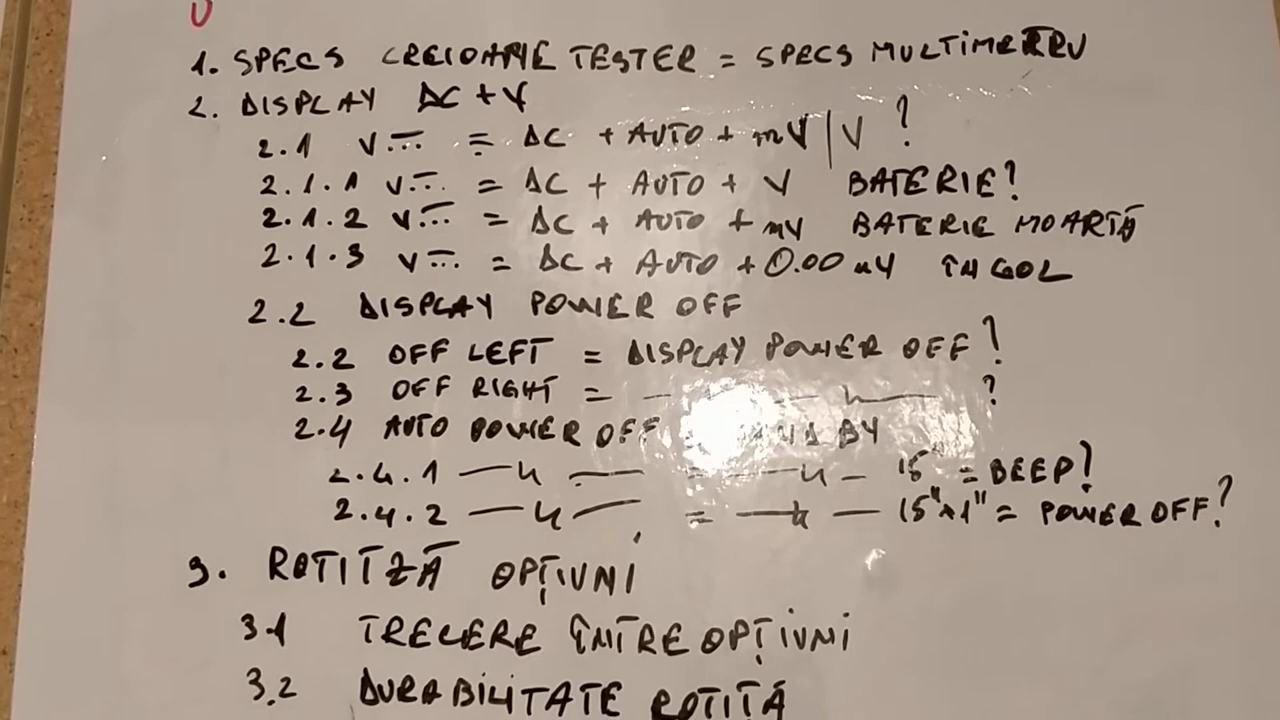 U
1. SPECS CREIOANE TESTER = SPECS MULTIMETRU
2. DISPLAY DC + V
2.1 V⎓ = DC + AUTO + mV | V ?
2.1.1 V⎓ = DC + AUTO + V BATERIE?
2.1.2 V⎓ = DC + AUTO + mV BATERIE MOARTĂ
2.1.3 V⎓ = DC + AUTO + 0.00 mV ÎN GOL
2.2 DISPLAY POWER OFF
2.2 OFF LEFT = DISPLAY POWER OFF?
2.3 OFF RIGHT = — — " — ?
2.4 AUTO POWER OFF = BY
2.4.1 — " — = — " — 15" = BEEP?
2.4.2 — " — = — " — 15"+1" = POWER OFF?
3. ROTIȚĂ OPȚIUNI
3.1 TRECERE ÎNTRE OPȚIUNI
3.2 DURABILITATE ROTIȚĂ